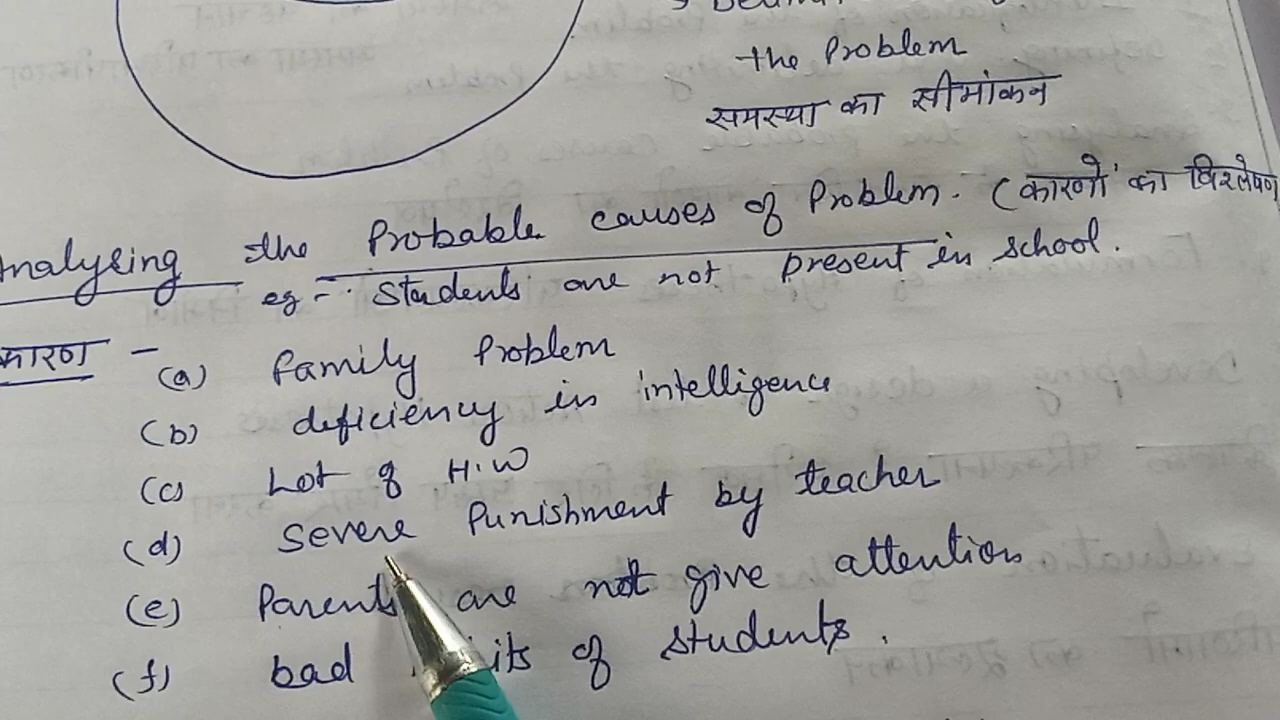 the Problem
समस्या का सीमांकन
Analysing the Probable causes of Problem. (कारणों का विश्लेषण
eg - Students are not present in school.
कारण -
(a) Family Problem
(b) deficiency in intelligence
(c) Lot of H.W
(d) Severe Punishment by teacher
(e) Parents are not give attention
(f) bad of students.